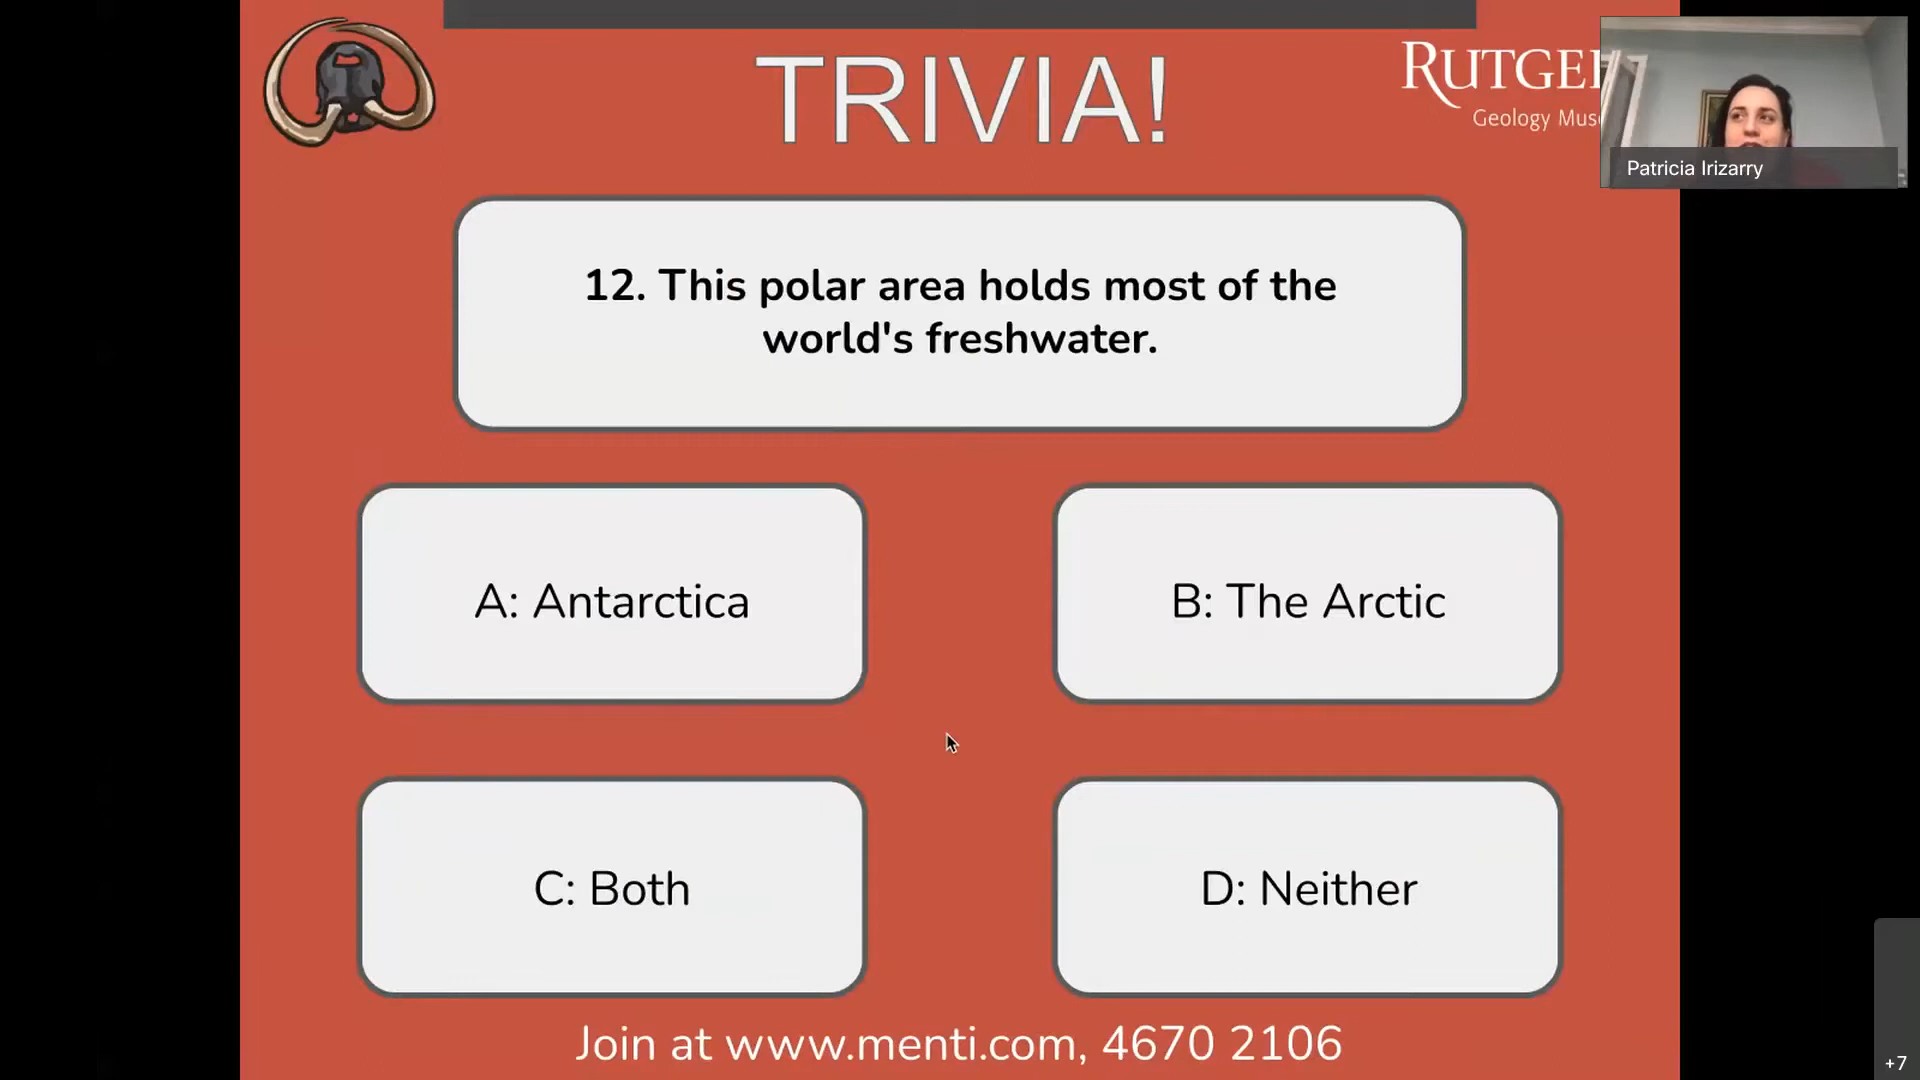 TRIVIA!
RUTGE
Geology Mus
Patricia Irizarry
12. This polar area holds most of the
world's freshwater.
A: Antarctica
B: The Arctic
C: Both
D: Neither
Join at www.menti.com, 4670 2106
+7